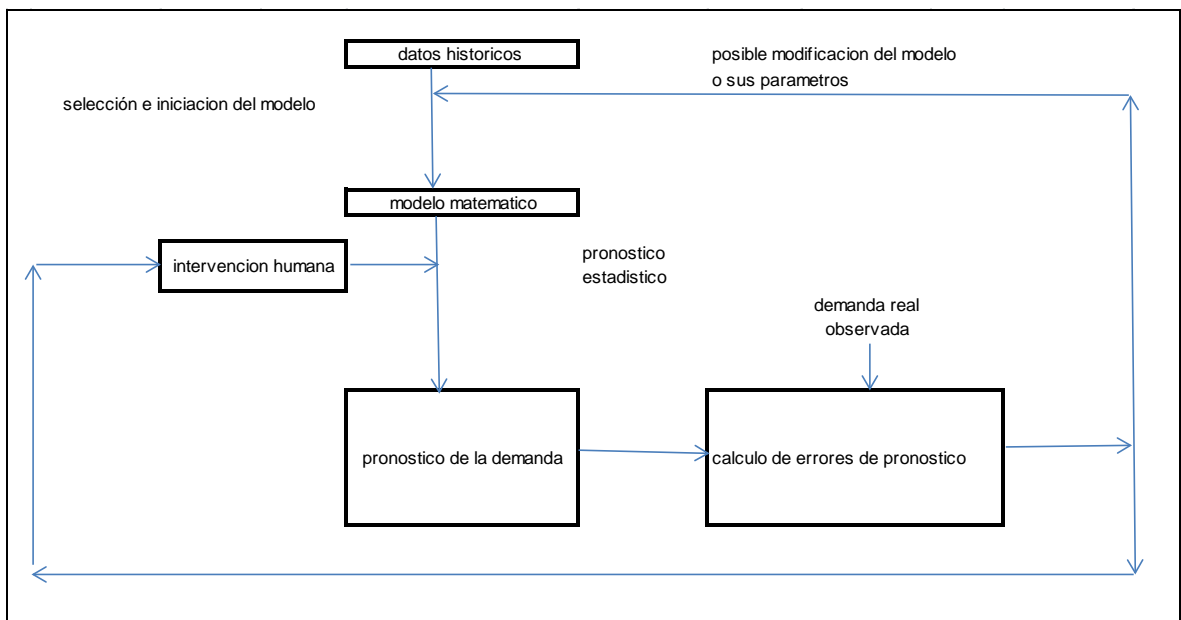 datos historicos
posible modificacion del modelo
o sus parametros
selección e iniciacion del modelo
modelo matematico
intervencion humana
pronostico
estadistico
demanda real
observada
pronostico de la demanda
calculo de errores de pronostico